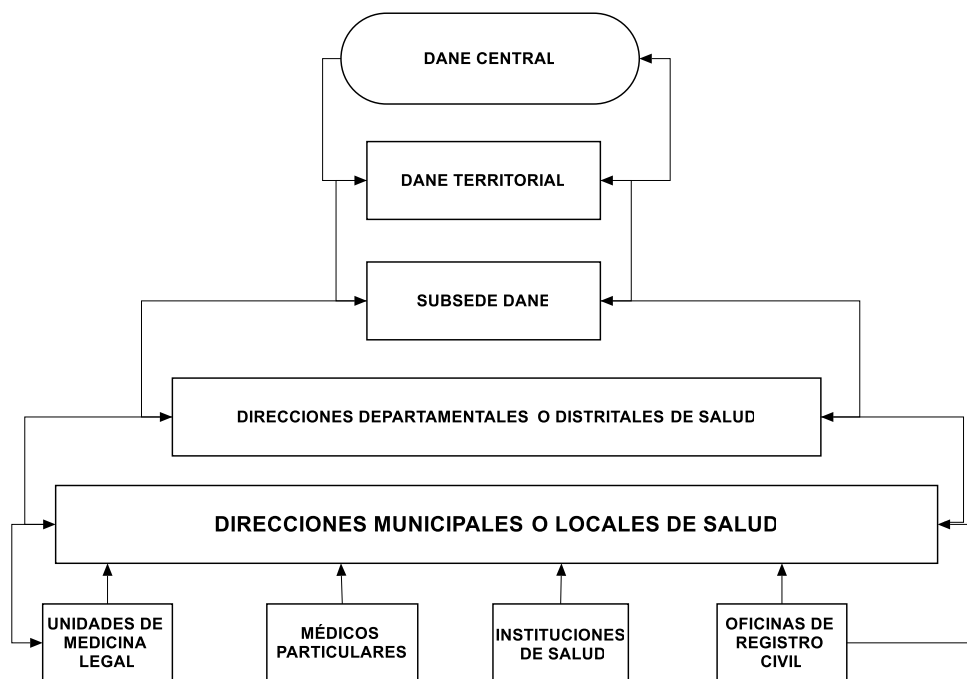 DANE CENTRAL
DANE TERRITORIAL
SUBSEDE DANE
DIRECCIONES DEPARTAMENTALES O DISTRITALES DE SALUD
DIRECCIONES MUNICIPALES O LOCALES DE SALUD
UNIDADES DE
MEDICINA
LEGAL
MÉDICOS
PARTICULARES
INSTITUCIONES
DE SALUD
OFICINAS DE
REGISTRO
CIVIL